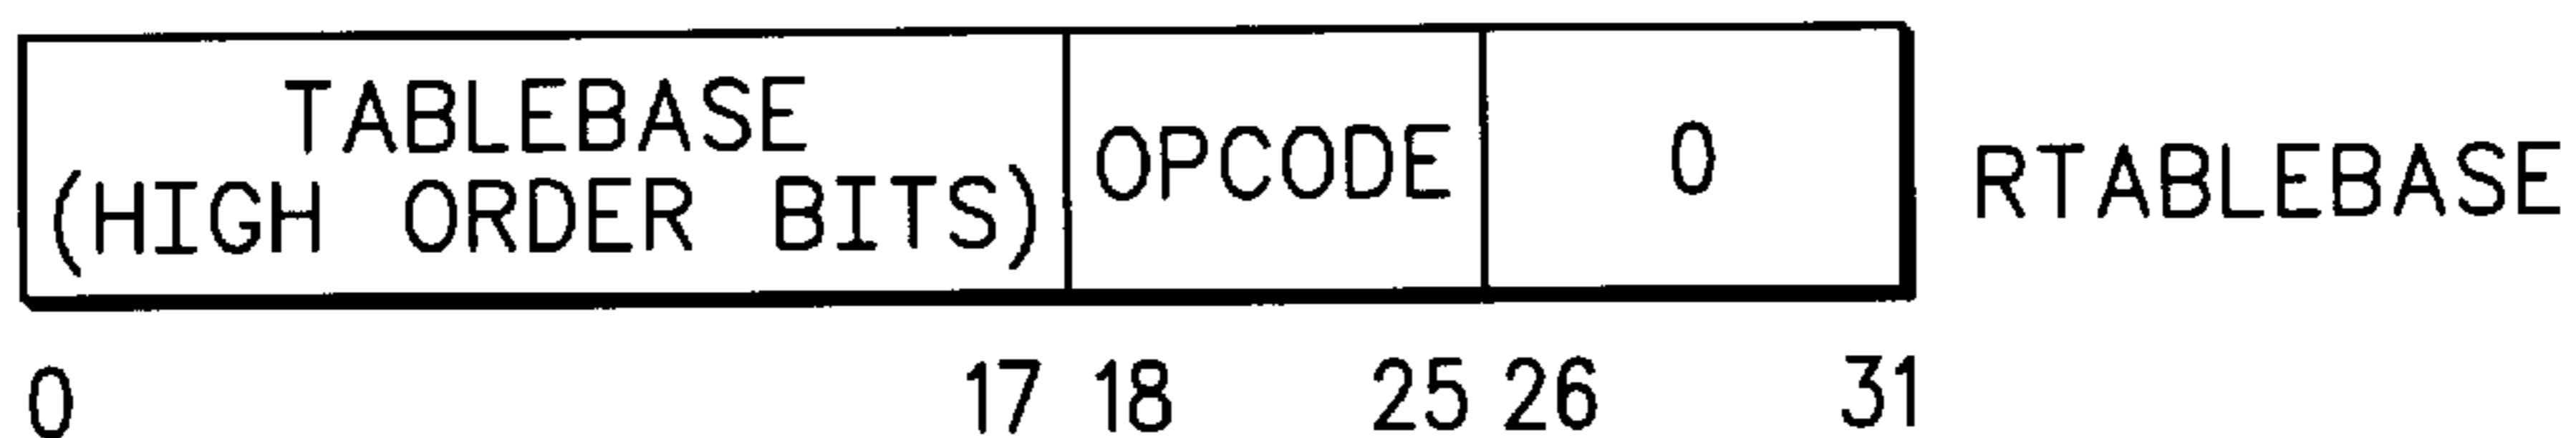 TABLEBASE
(HIGH ORDER BITS)
OPCODE
0
RTABLEBASE
0 17 18 25 26 31